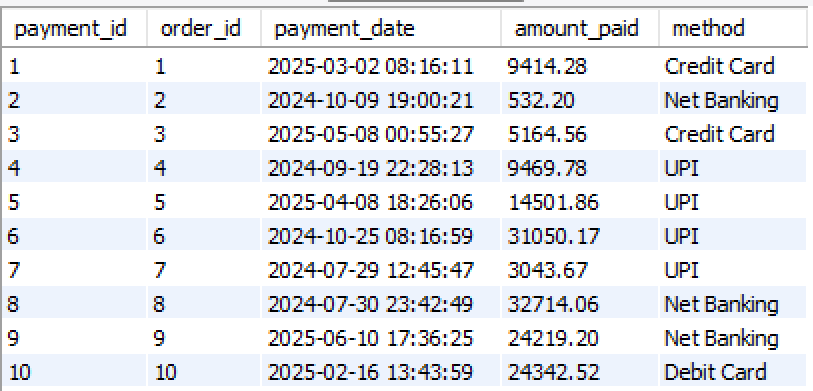 payment_id order_id payment_date amount_paid method
1 1 2025-03-02 08:16:11 9414.28 Credit Card
2 2 2024-10-09 19:00:21 532.20 Net Banking
3 3 2025-05-08 00:55:27 5164.56 Credit Card
4 4 2024-09-19 22:28:13 9469.78 UPI
5 5 2025-04-08 18:26:06 14501.86 UPI
6 6 2024-10-25 08:16:59 31050.17 UPI
7 7 2024-07-29 12:45:47 3043.67 UPI
8 8 2024-07-30 23:42:49 32714.06 Net Banking
9 9 2025-06-10 17:36:25 24219.20 Net Banking
10 10 2025-02-16 13:43:59 24342.52 Debit Card